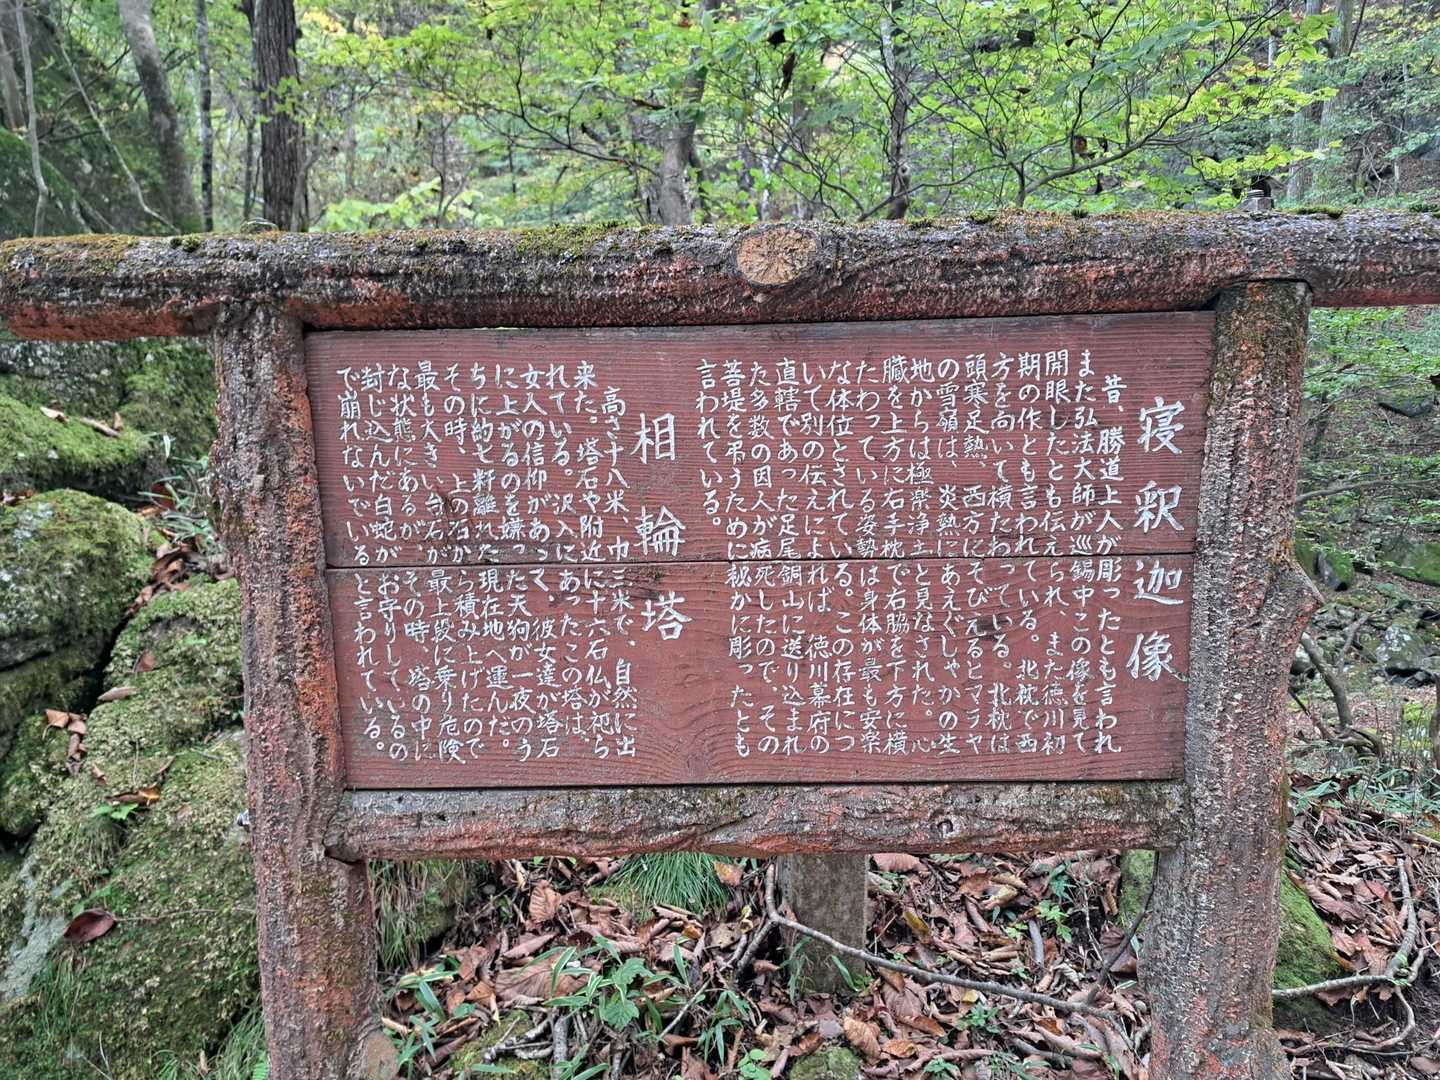 寝釈迦像
昔、勝道上人が彫ったとも言われ
また弘法大師が巡錫中この像を見て
開眼したとも伝えられ、また徳川初
期の作とも言われている。北枕で西
方を向いて横たわっている。北枕は
頭寒足熱、西方にそびえるヒマラヤ
の雪嶺は、炎熱にあえぐしゃかの生
地からは極楽浄土と見なされた。心
臓を上方に右手枕で右脇を下方に横
たわっている姿勢は身体が最も安楽
な体位とされている。この存在につ
いて別の伝えによれば、徳川幕府の
直轄であった足尾銅山に送り込まれ
た多数の囚人が病死したので、その
菩提を弔うために秘かに彫ったとも
言われている。
相輪塔
高さ十八米、巾三米で、自然に出
来た。塔石や附近に十六石仏が祀ら
れている。沢入にあったこの塔は、
女人の信仰があって、彼女達が塔石
に上がるのを嫌った天狗が一夜のう
ちに約七粁離れた現在地へ運んだ。
その時、上の石から積み上げたので
最も大きい台石が最上段に乗り危険
な状態にあるが、その時、塔の中に
封じ込んだ白蛇がお守りしているの
で崩れないでいると言われている。